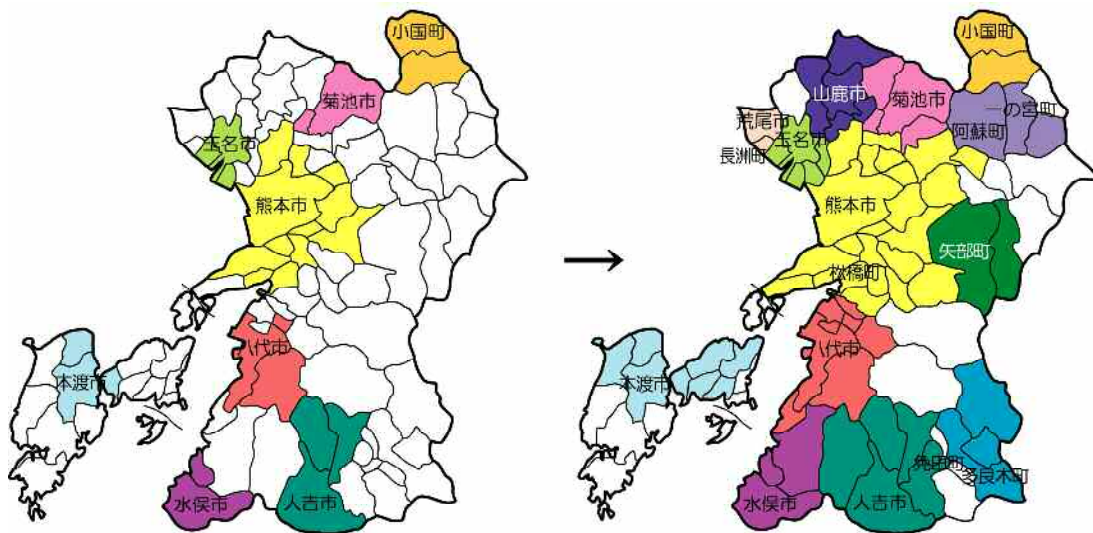 小国町
菊池市
玉名市
熊本市
八代市
本渡市
水俣市
人吉市
小国町
山鹿市
菊池市
一の宮町
阿蘇町
荒尾市
玉名市
長洲町
熊本市
矢部町
松橋町
八代市
本渡市
免田町
多良木町
水俣市
人吉市